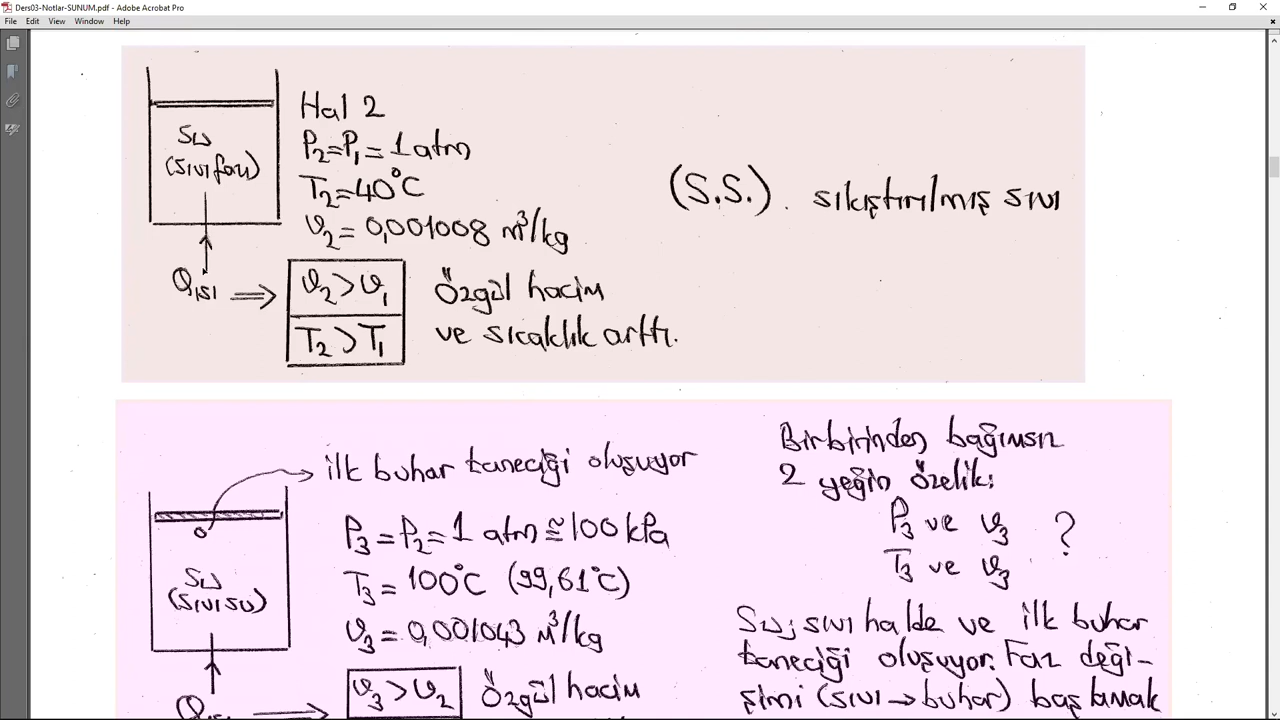 Ders03-Notlar-SUNUM.pdf - Adobe Acrobat Pro
File Edit View Window Help
Su
(sıvı fazı)
Qısı
Hal 2
P₂=P₁=1 atm
T₂=40°C
υ₂=0,001008 m³/kg
υ₂>υ₁
T₂>T₁
Özgül hacim
ve sıcaklık arttı.
(S.S.). sıkıştırılmış sıvı
ilk buhar taneciği oluşuyor
Su
(sıvı su)
P₃=P₂=1 atm≅100 kPa
T₃=100°C (99,61°C)
υ₃=0,001043 m³/kg
υ₃>υ₂ Özgül hacim
Birbirinden bağımsız
2 yeğin özelik:
P₃ ve υ₃
T₃ ve υ₃ ?
Su; sıvı halde ve ilk buhar
taneciği oluşuyor. Faz deği-
şimi (sıvı→buhar) başlamak